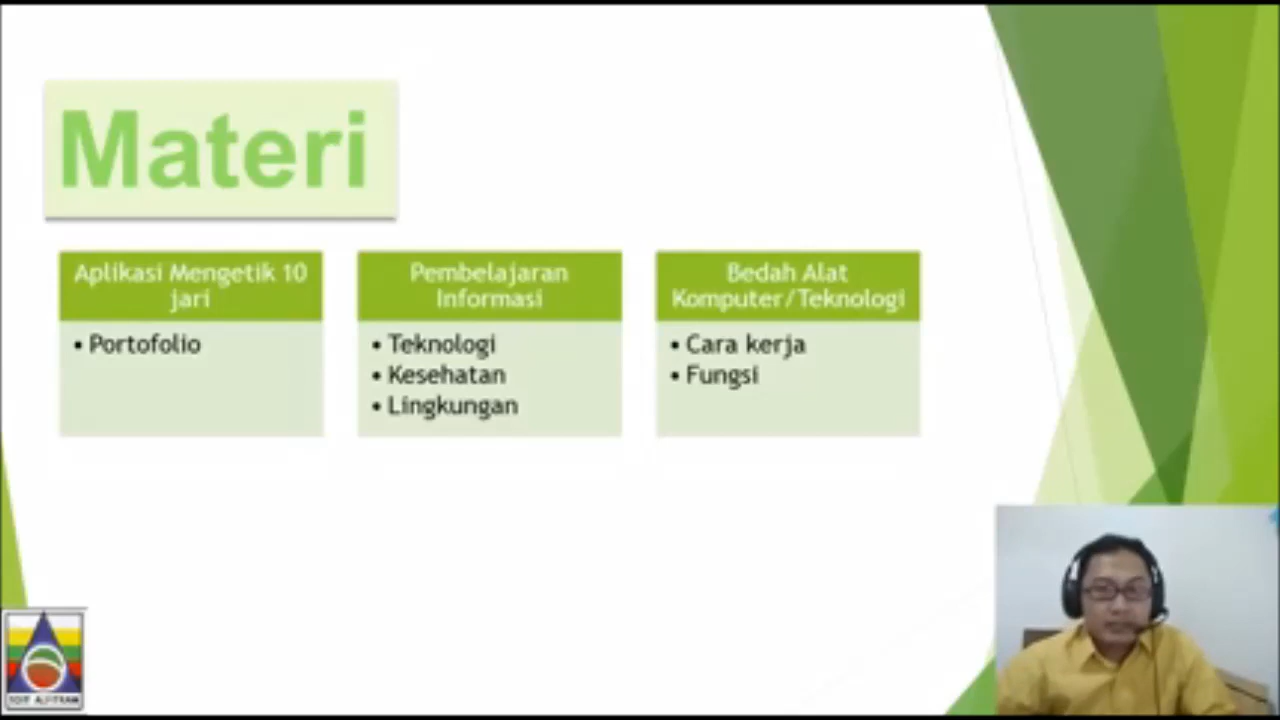 Materi
Aplikasi Mengetik 10
jari
• Portofolio
Pembelajaran
Informasi
• Teknologi
• Kesehatan
• Lingkungan
Bedah Alat
Komputer/Teknologi
• Cara kerja
• Fungsi